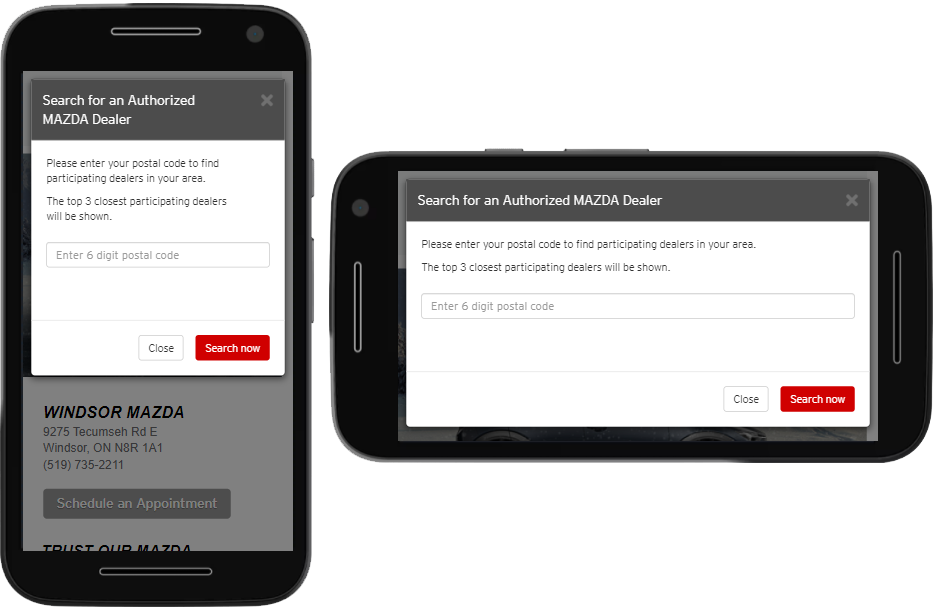 Search for an Authorized
MAZDA Dealer
Please enter your postal code to find
participating dealers in your area.
The top 3 closest participating dealers
will be shown.
Enter 6 digit postal code
Close
Search now
WINDSOR MAZDA
9275 Tecumseh Rd E
Windsor, ON N8R 1A1
(519) 735-2211
Schedule an Appointment
TRUST OUR MAZDA
Search for an Authorized MAZDA Dealer
Please enter your postal code to find participating dealers in your area.
The top 3 closest participating dealers will be shown.
Enter 6 digit postal code
Close
Search now